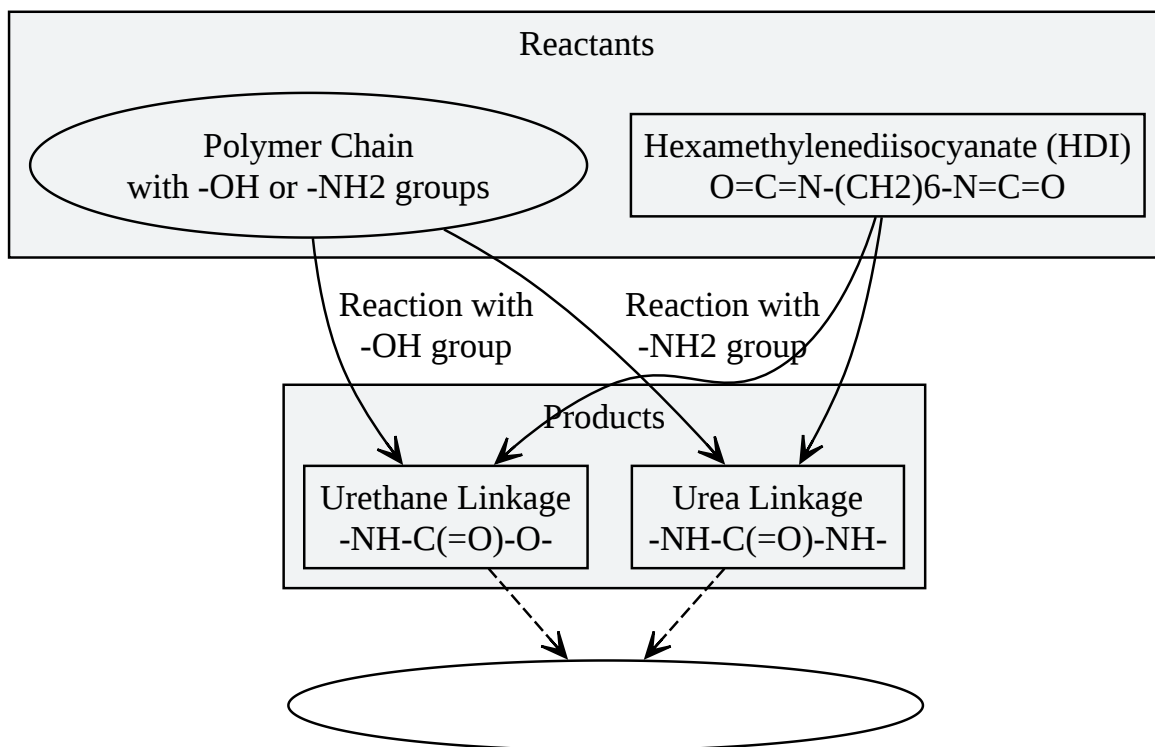 Reactants
Polymer Chain
with -OH or -NH2 groups
Hexamethylenediisocyanate (HDI)
O=C=N-(CH2)6-N=C=O
Reaction with
-OH group
Reaction with
-NH2 group
Products
Urethane Linkage
-NH-C(=O)-O-
Urea Linkage
-NH-C(=O)-NH-